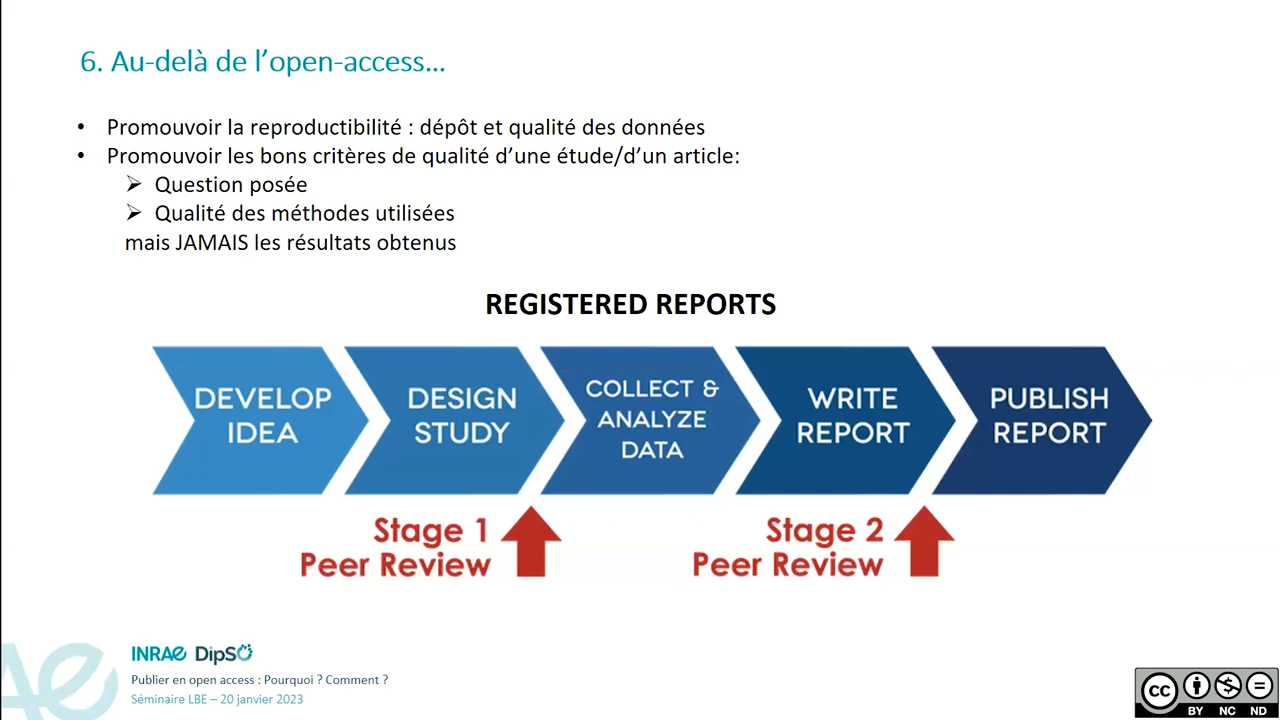 6. Au-delà de l’open-access…
• Promouvoir la reproductibilité : dépôt et qualité des données
• Promouvoir les bons critères de qualité d’une étude/d’un article:
➢ Question posée
➢ Qualité des méthodes utilisées
mais JAMAIS les résultats obtenus
REGISTERED REPORTS
DEVELOP
IDEA
DESIGN
STUDY
COLLECT &
ANALYZE
DATA
WRITE
REPORT
PUBLISH
REPORT
Stage 1
Peer Review
Stage 2
Peer Review
INRAE DipSO
Publier en open access : Pourquoi ? Comment ?
Séminaire LBE – 20 janvier 2023
CC BY NC ND